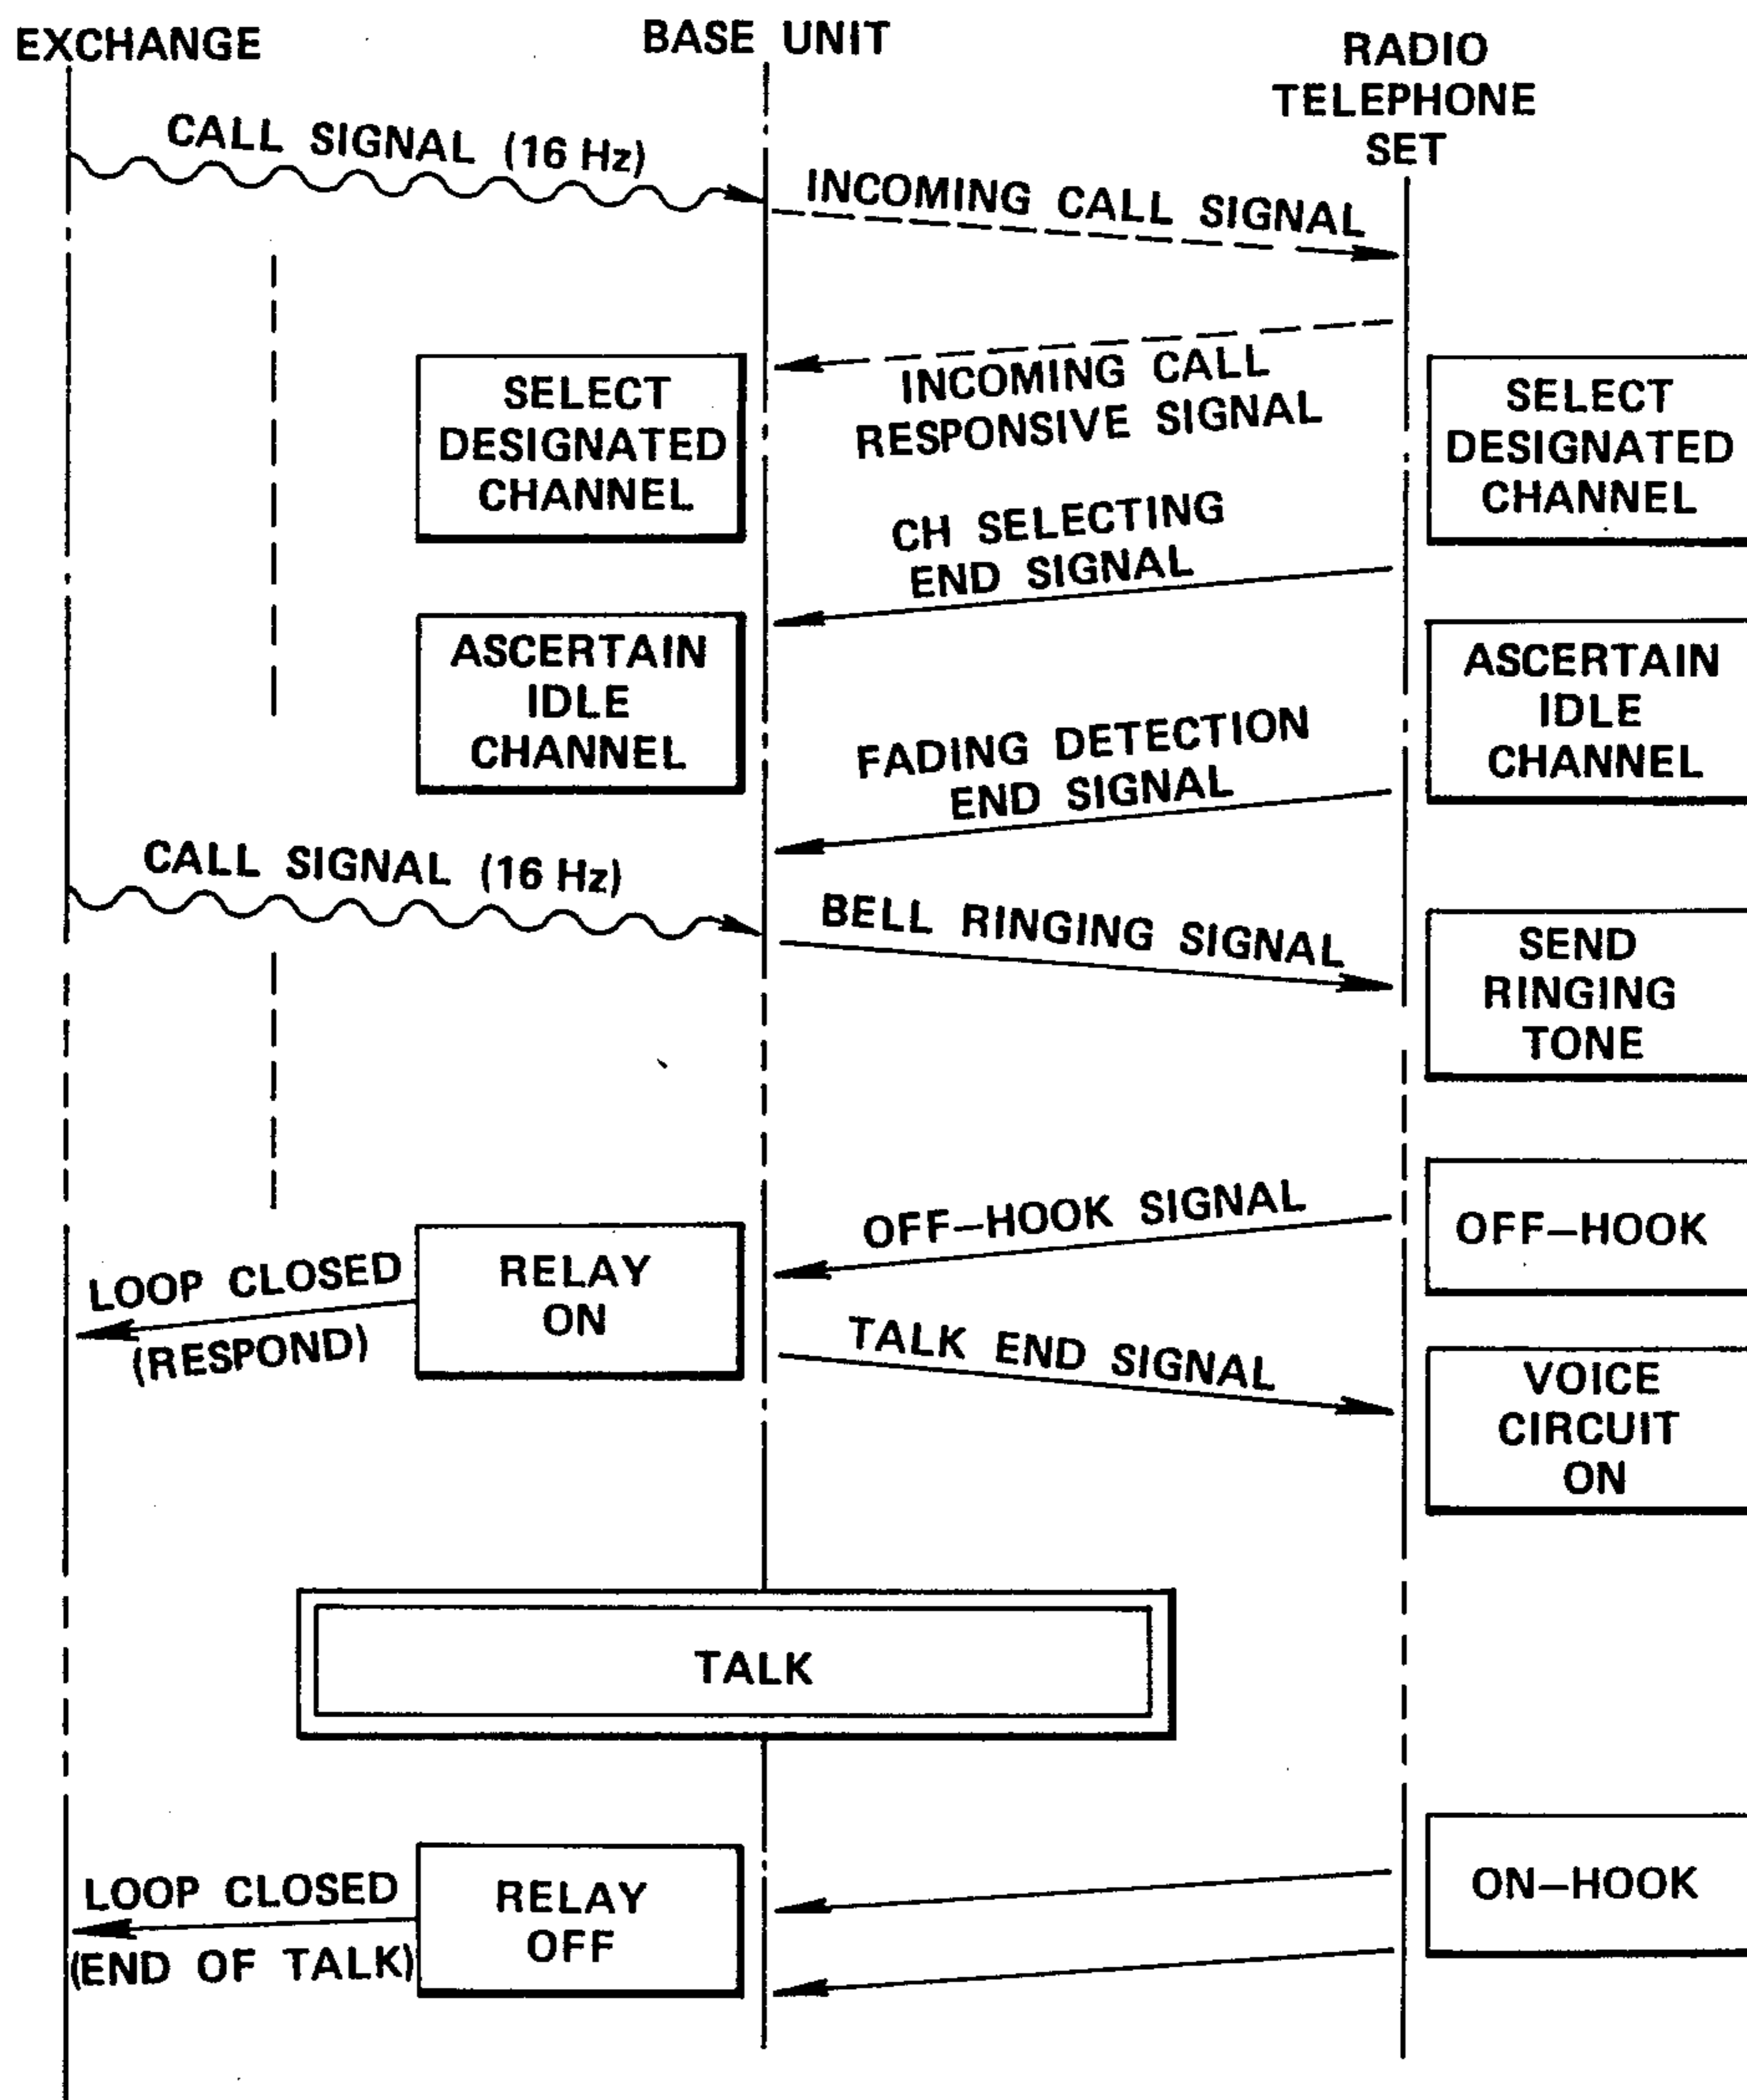 EXCHANGE
BASE UNIT
RADIO
TELEPHONE
SET
CALL SIGNAL (16 Hz)
INCOMING CALL SIGNAL
INCOMING CALL
RESPONSIVE SIGNAL
SELECT
DESIGNATED
CHANNEL
SELECT
DESIGNATED
CHANNEL
CH SELECTING
END SIGNAL
ASCERTAIN
IDLE
CHANNEL
ASCERTAIN
IDLE
CHANNEL
FADING DETECTION
END SIGNAL
CALL SIGNAL (16 Hz)
BELL RINGING SIGNAL
SEND
RINGING
TONE
OFF-HOOK SIGNAL
OFF-HOOK
LOOP CLOSED
(RESPOND)
RELAY
ON
TALK END SIGNAL
VOICE
CIRCUIT
ON
TALK
LOOP CLOSED
(END OF TALK)
RELAY
OFF
ON-HOOK